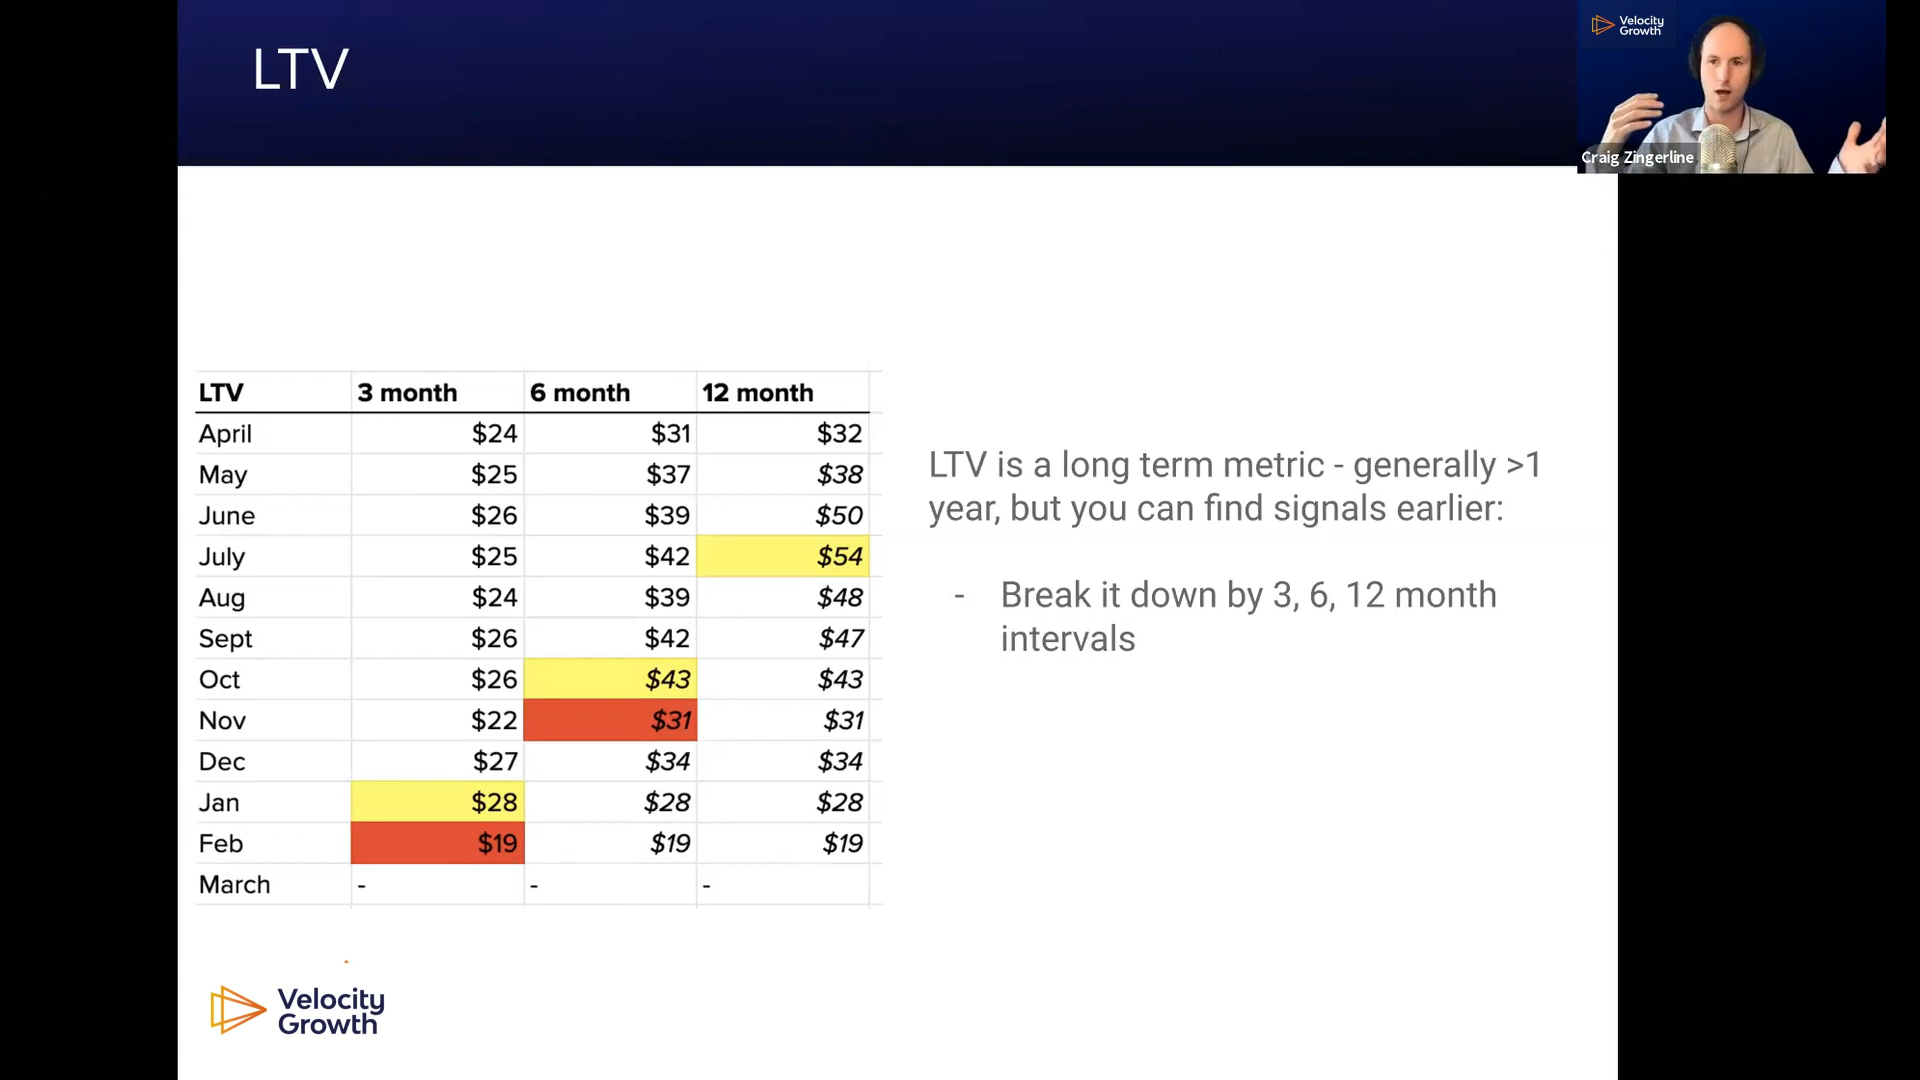 LTV
Velocity
Growth
Craig Zingerline
LTV 3 month 6 month 12 month
April $24 $31 $32
May $25 $37 $38
June $26 $39 $50
July $25 $42 $54
Aug $24 $39 $48
Sept $26 $42 $47
Oct $26 $43 $43
Nov $22 $31 $31
Dec $27 $34 $34
Jan $28 $28 $28
Feb $19 $19 $19
March - - -
LTV is a long term metric - generally >1
year, but you can find signals earlier:
- Break it down by 3, 6, 12 month
intervals
Velocity
Growth